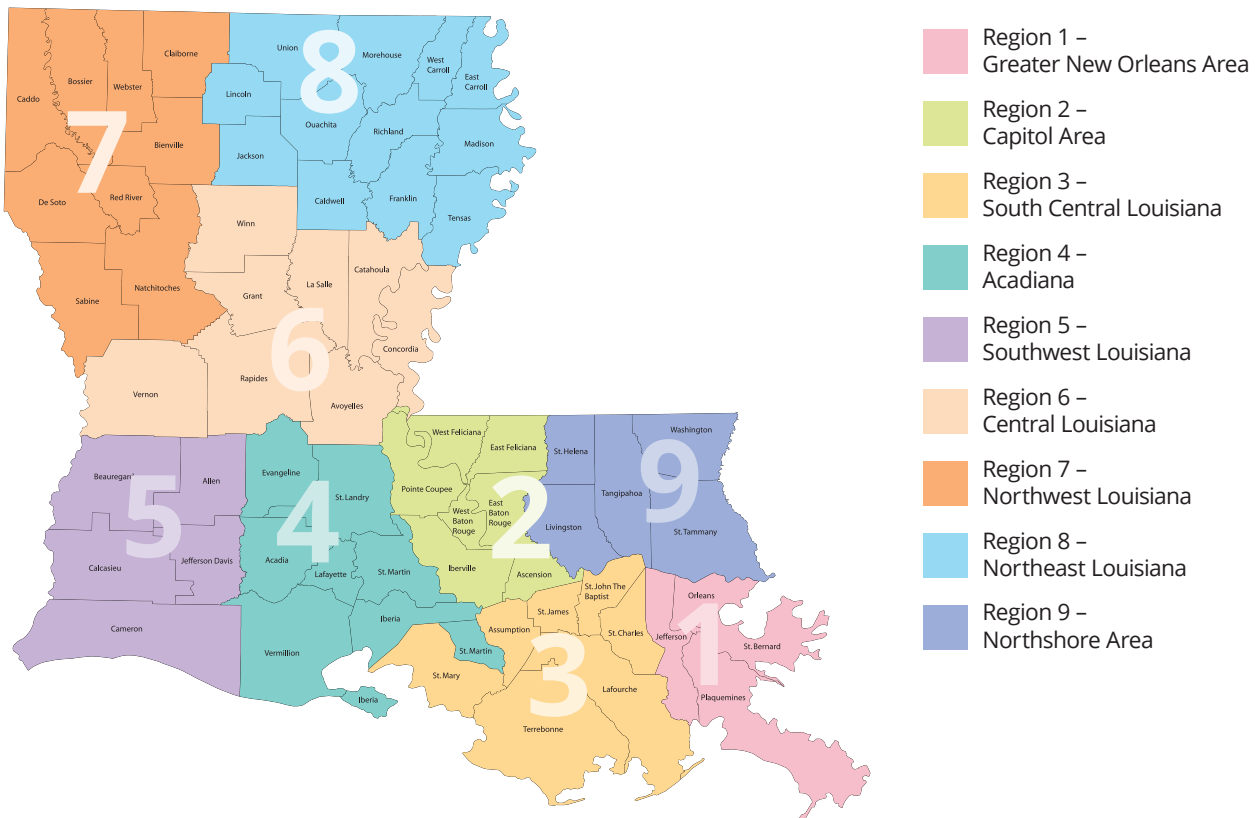 Claiborne
Union
Morehouse
West
Carroll
East
Carroll
Bossier
Webster
Caddo
Lincoln
8
Ouachita
Richland
Madison
7
Bienville
Jackson
De Soto
Red River
Caldwell
Franklin
Tensas
Winn
Catahoula
La Salle
Natchitoches
Grant
Sabine
6
Concordia
Rapides
Vernon
Avoyelles
West Feliciana
East Feliciana
St. Helena
Washington
9
Beauregard
Allen
5
Evangeline
St. Landry
4
Pointe Coupee
West
Baton
Rouge
East
Baton
Rouge
2
Tangipahoa
Livingston
St. Tammany
Calcasieu
Jefferson Davis
Acadia
Lafayette
St. Martin
Iberville
Ascension
St. John The
Baptist
Orleans
Cameron
Iberia
St. James
Assumption
St. Charles
Jefferson
1
St. Bernard
Vermillion
St. Martin
St. Mary
3
Lafourche
Plaquemines
Iberia
Terrebonne
Region 1 –
Greater New Orleans Area
Region 2 –
Capitol Area
Region 3 –
South Central Louisiana
Region 4 –
Acadiana
Region 5 –
Southwest Louisiana
Region 6 –
Central Louisiana
Region 7 –
Northwest Louisiana
Region 8 –
Northeast Louisiana
Region 9 –
Northshore Area